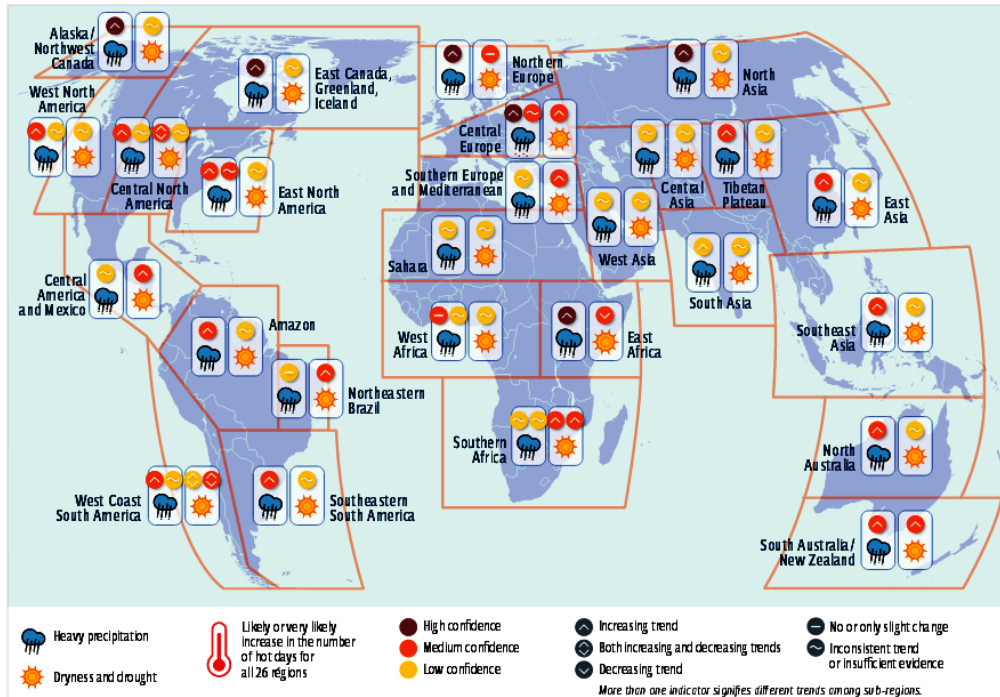 Alaska/
Northwest
Canada
East Canada,
Greenland,
Iceland
Northern
Europe
North
Asia
West North
America
Central
Europe
Central North
America
East North
America
Southern Europe
and Mediterranean
Central
Asia
Tibetan
Plateau
East
Asia
Sahara
West Asia
South Asia
Central
America
and Mexico
Amazon
West
Africa
East
Africa
Southeast
Asia
Northeastern
Brazil
Southern
Africa
North
Australia
West Coast
South America
Southeastern
South America
South Australia/
New Zealand
Heavy precipitation
Dryness and drought
Likely or very likely
increase in the number
of hot days for
all 26 regions
High confidence
Medium confidence
Low confidence
Increasing trend
Both increasing and decreasing trends
Decreasing trend
No or only slight change
Inconsistent trend
or insufficient evidence
More than one indicator signifies different trends among sub-regions.